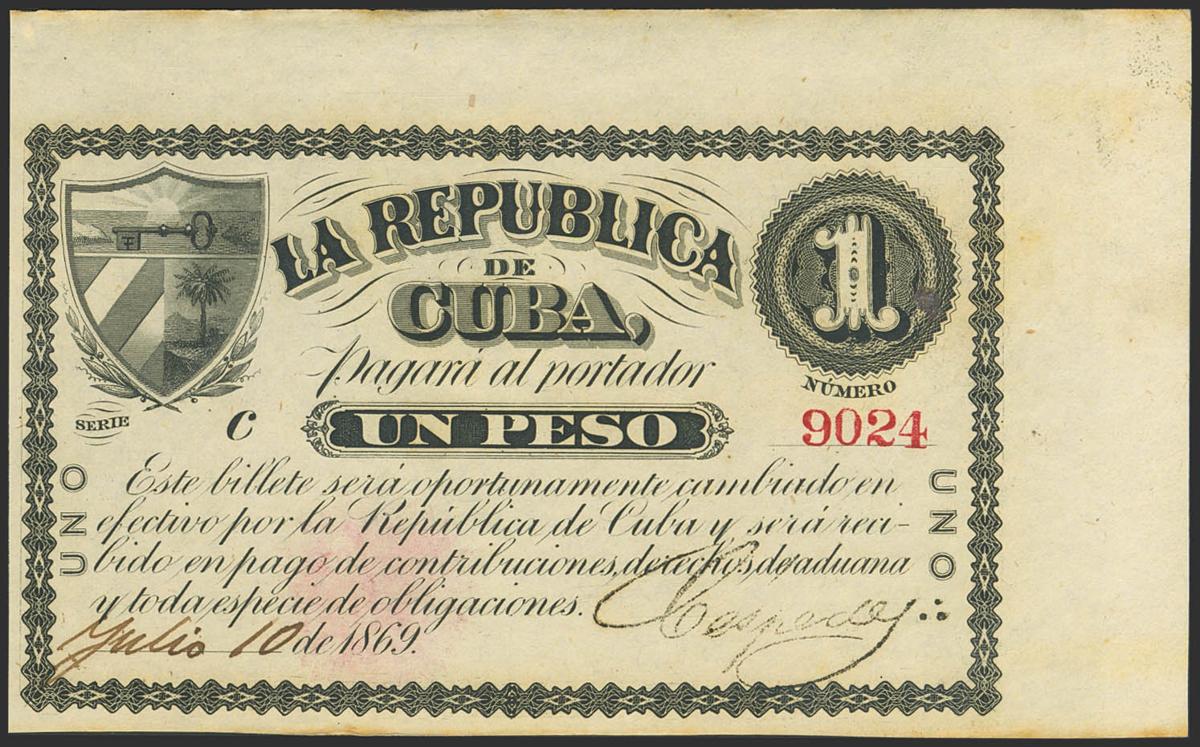 LA REPUBLICA
DE
CUBA,
1
Pagará al portador
NÚMERO
SERIE C
UN PESO
9024
UNO
UNO
Este billete será oportunamente cambiado en
efectivo por la República de Cuba y será reci-
bido en pago de contribuciones, derechos, de aduana
y toda especie de obligaciones.
Céspedes
Julio 10 de 1869.